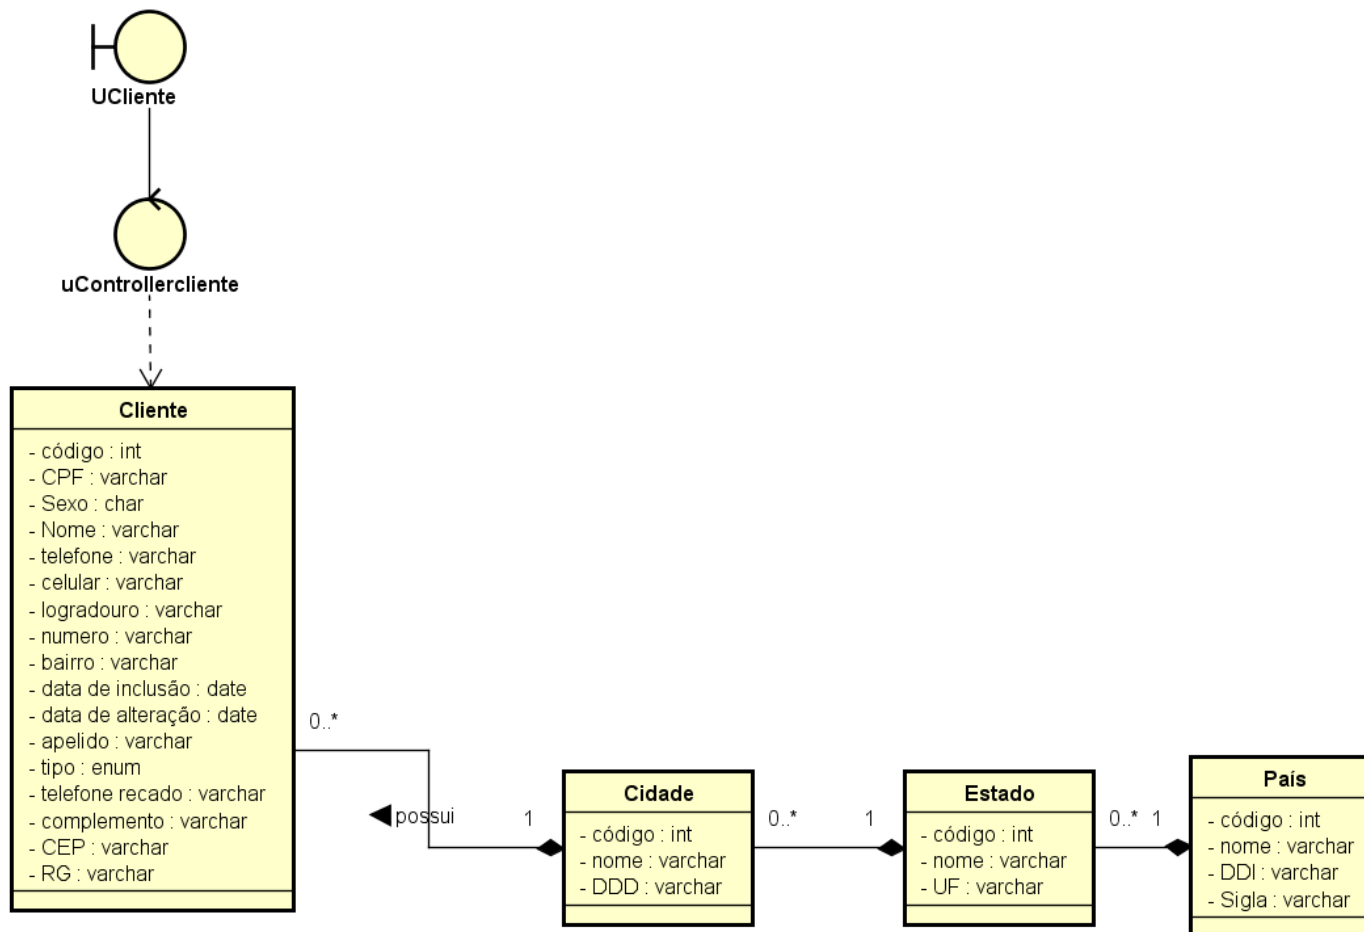 UCliente
uControllercliente
Cliente
- código : int
- CPF : varchar
- Sexo : char
- Nome : varchar
- telefone : varchar
- celular : varchar
- logradouro : varchar
- numero : varchar
- bairro : varchar
- data de inclusão : date
- data de alteração : date
- apelido : varchar
- tipo : enum
- telefone recado : varchar
- complemento : varchar
- CEP : varchar
- RG : varchar
0..*
possui
1
Cidade
- código : int
- nome : varchar
- DDD : varchar
0..*
1
Estado
- código : int
- nome : varchar
- UF : varchar
0..*
1
País
- código : int
- nome : varchar
- DDI : varchar
- Sigla : varchar